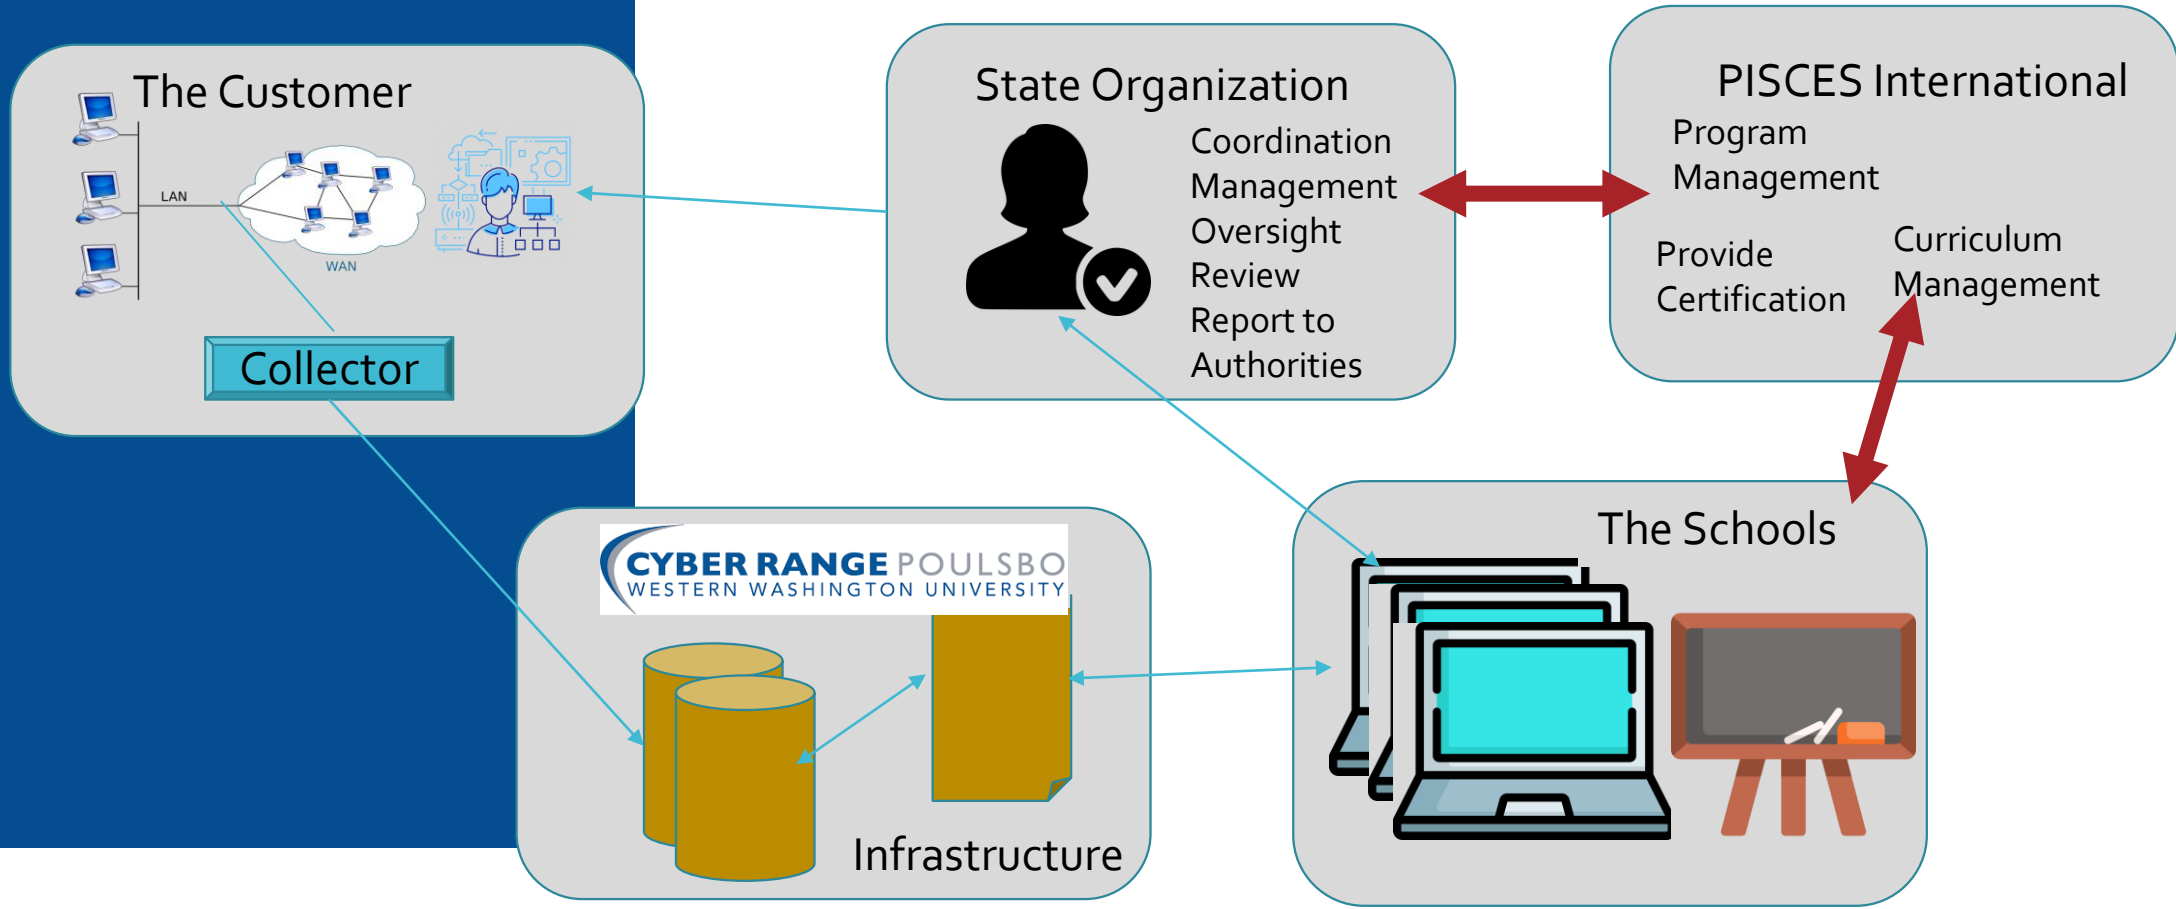 The Customer
LAN
WAN
Collector
State Organization
Coordination
Management
Oversight
Review
Report to
Authorities
PISCES International
Program
Management
Provide
Certification
Curriculum
Management
CYBER RANGE POULSBO
WESTERN WASHINGTON UNIVERSITY
Infrastructure
The Schools